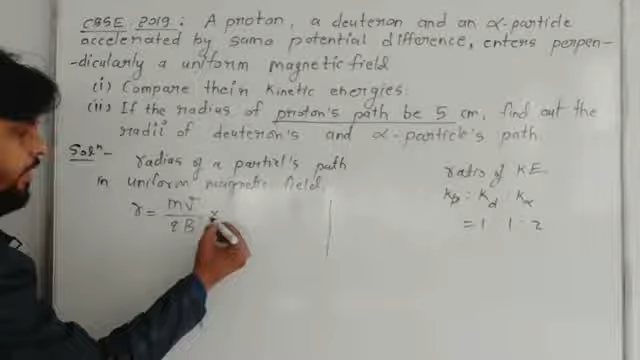 CBSE 2019: A proton, a deuteron and an α-particle
accelerated by same potential difference, enters perpen-
-dicularly a uniform magnetic field
(i) Compare their kinetic energies.
(ii) If the radius of proton's path be 5 cm, find out the
radii of deuteron's and α-particle's path.
Solⁿ- radius of a partical's path
in uniform magnetic field
r = mv / qB
ratio of KE.
Kp : Kd : Kα
= 1 : 1 : 2